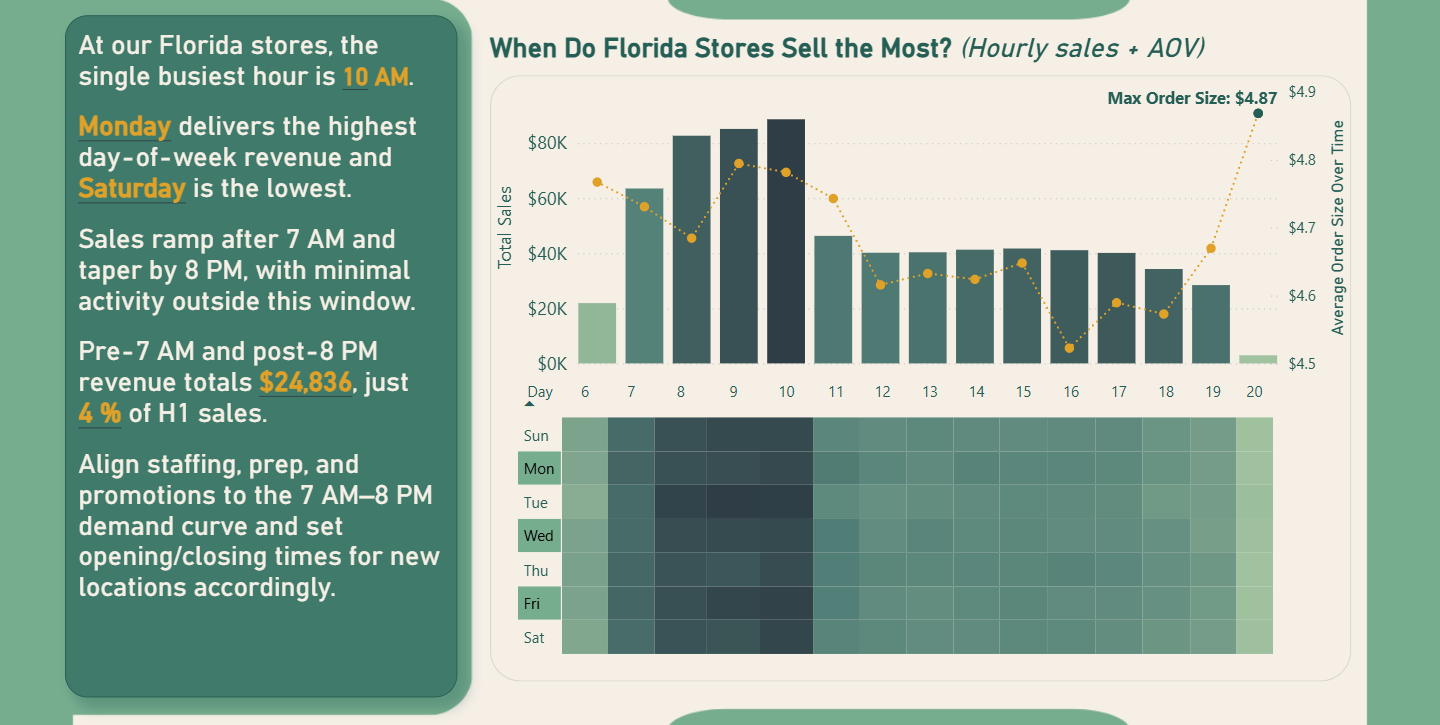 At our Florida stores, the
single busiest hour is 10 AM.
Monday delivers the highest
day-of-week revenue and
Saturday is the lowest.
Sales ramp after 7 AM and
taper by 8 PM, with minimal
activity outside this window.
Pre-7 AM and post-8 PM
revenue totals $24,836, just
4 % of H1 sales.
Align staffing, prep, and
promotions to the 7 AM–8 PM
demand curve and set
opening/closing times for new
locations accordingly.
When Do Florida Stores Sell the Most? (Hourly sales + AOV)
Max Order Size: $4.87
Total Sales
$80K
$60K
$40K
$20K
$0K
$4.9
$4.8
$4.7
$4.6
$4.5
Average Order Size Over Time
Day 6 7 8 9 10 11 12 13 14 15 16 17 18 19 20
Sun
Mon
Tue
Wed
Thu
Fri
Sat